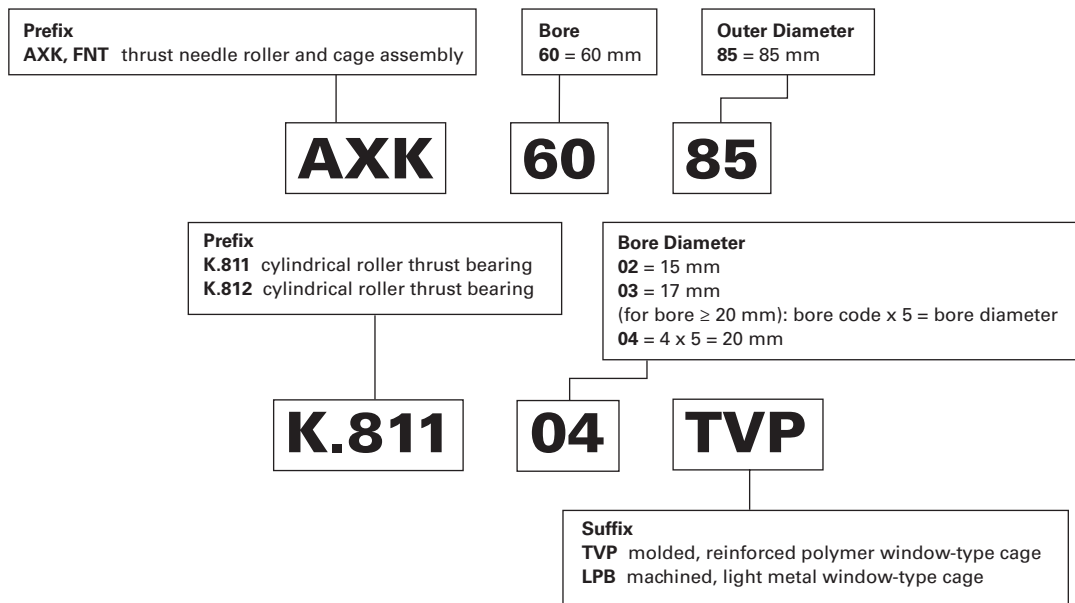 Prefix
AXK, FNT thrust needle roller and cage assembly
Bore
60 = 60 mm
Outer Diameter
85 = 85 mm
AXK
60
85
Prefix
K.811 cylindrical roller thrust bearing
K.812 cylindrical roller thrust bearing
Bore Diameter
02 = 15 mm
03 = 17 mm
(for bore ≥ 20 mm): bore code x 5 = bore diameter
04 = 4 x 5 = 20 mm
K.811
04
TVP
Suffix
TVP molded, reinforced polymer window-type cage
LPB machined, light metal window-type cage